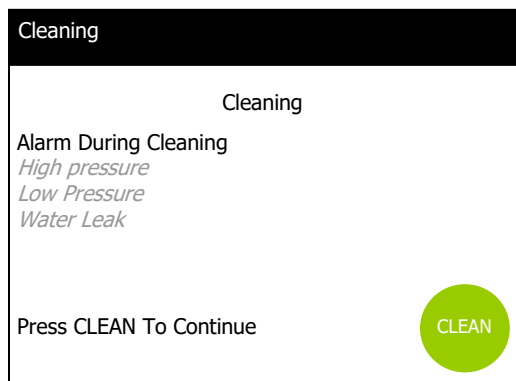 Cleaning
Cleaning
Alarm During Cleaning
High pressure
Low Pressure
Water Leak
Press CLEAN To Continue
CLEAN